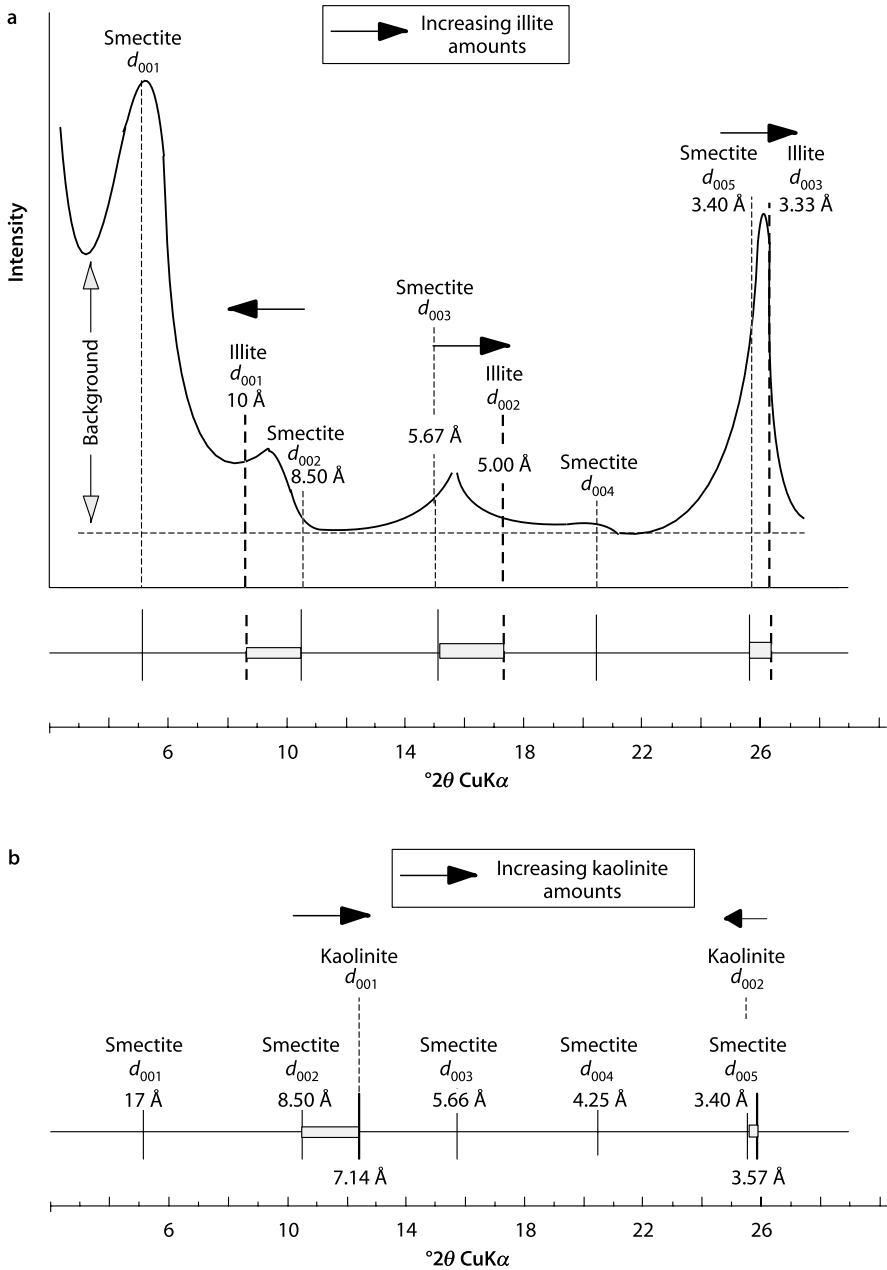 a
Increasing illite
amounts
Smectite
d001
Intensity
Background
Illite
d001
10 Å
Smectite
d002
8.50 Å
Smectite
d003
5.67 Å
Illite
d002
5.00 Å
Smectite
d004
Smectite
d005
3.40 Å
Illite
d003
3.33 Å
6 10 14 18 22 26
°2θ CuKα
b
Increasing kaolinite
amounts
Kaolinite
d001
Kaolinite
d002
Smectite
d001
17 Å
Smectite
d002
8.50 Å
Smectite
d003
5.66 Å
Smectite
d004
4.25 Å
Smectite
d005
3.40 Å
7.14 Å
3.57 Å
6 10 14 18 22 26
°2θ CuKα